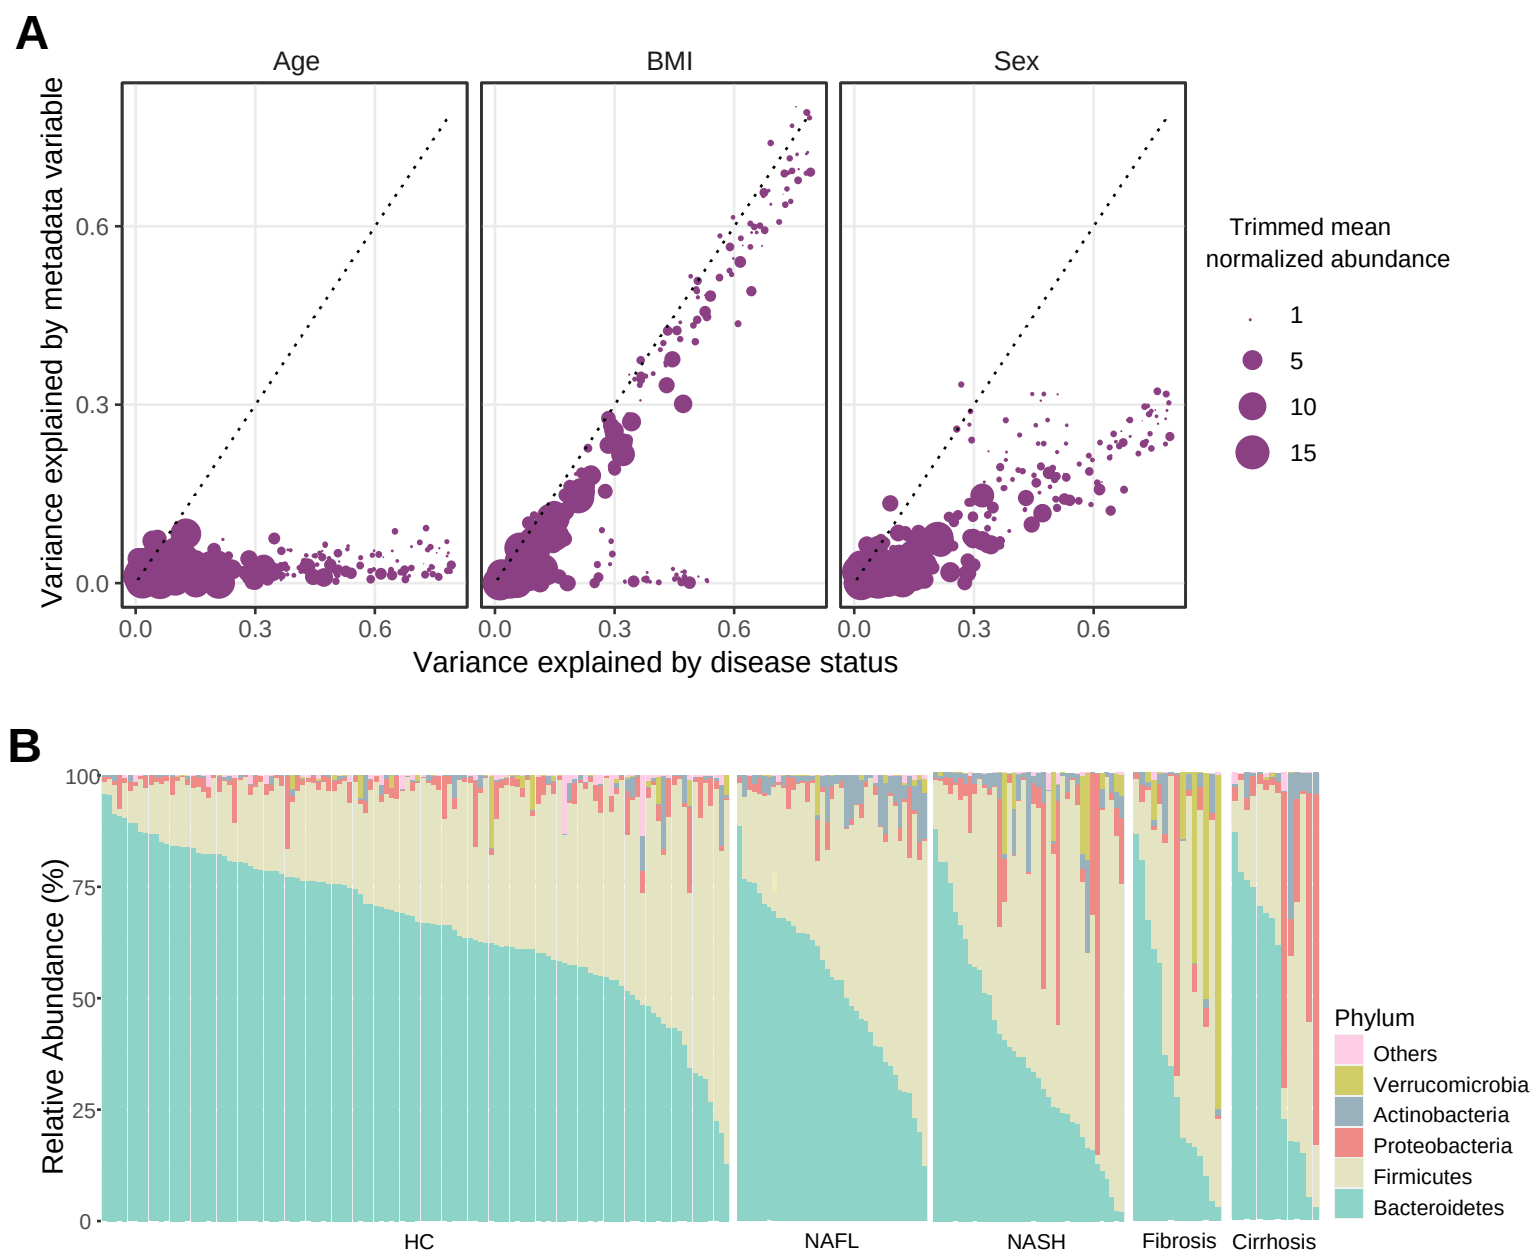 A
Age
BMI
Sex
Variance explained by metadata variable
0.6
0.3
0.0
0.0
0.3
0.6
0.0
0.3
0.6
0.0
0.3
0.6
Variance explained by disease status
Trimmed mean
normalized abundance
1
5
10
15
B
Relative Abundance (%)
100
75
50
25
0
HC
NAFL
NASH
Fibrosis
Cirrhosis
Phylum
Others
Verrucomicrobia
Actinobacteria
Proteobacteria
Firmicutes
Bacteroidetes